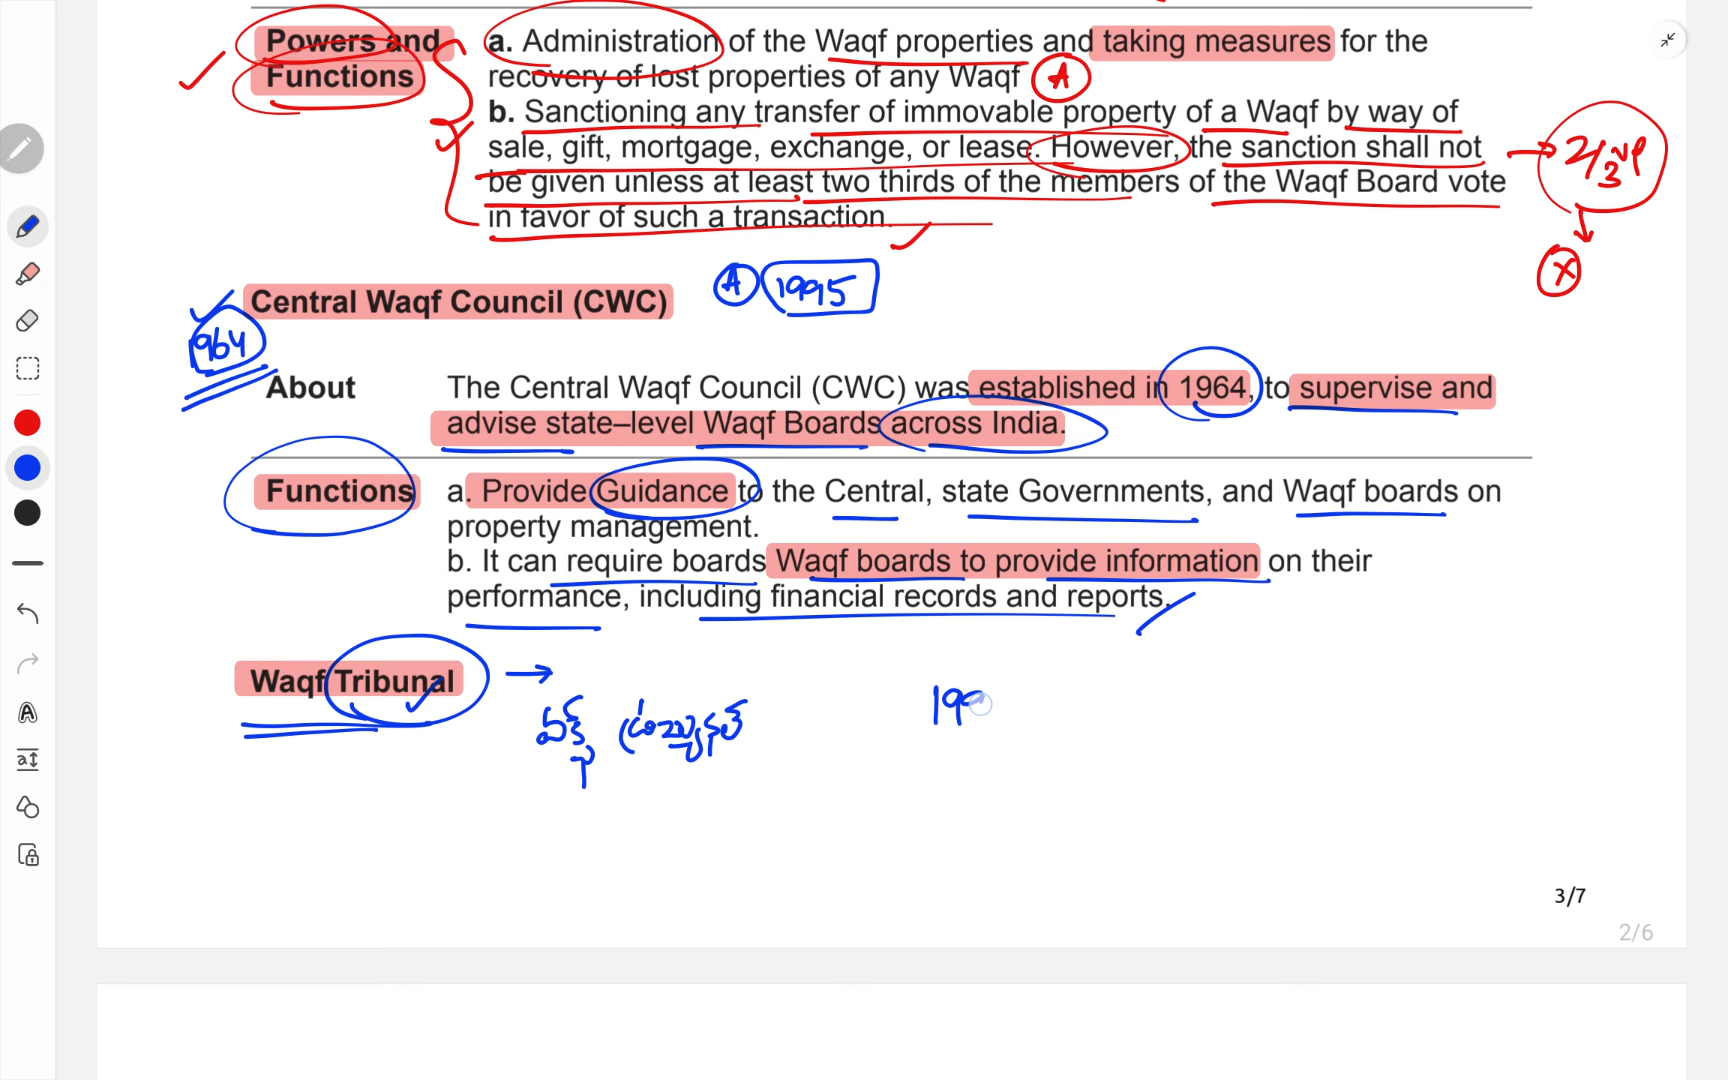 Powers and
Functions
a. Administration of the Waqf properties and taking measures for the
recovery of lost properties of any Waqf A
b. Sanctioning any transfer of immovable property of a Waqf by way of
sale, gift, mortgage, exchange, or lease. However, the sanction shall not
be given unless at least two thirds of the members of the Waqf Board vote
in favor of such a transaction.
2/3
X
Central Waqf Council (CWC) A 1995
1964
About The Central Waqf Council (CWC) was established in 1964, to supervise and
advise state–level Waqf Boards across India.
Functions a. Provide Guidance to the Central, state Governments, and Waqf boards on
property management.
b. It can require boards Waqf boards to provide information on their
performance, including financial records and reports.
Waqf Tribunal →
3/7
2/6